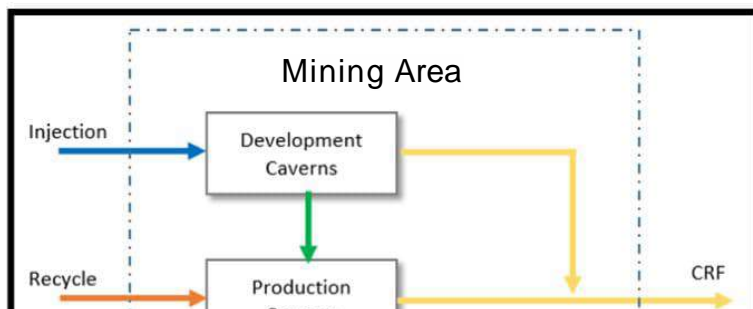 Mining Area
Injection
Development
Caverns
Recycle
Production
CRF